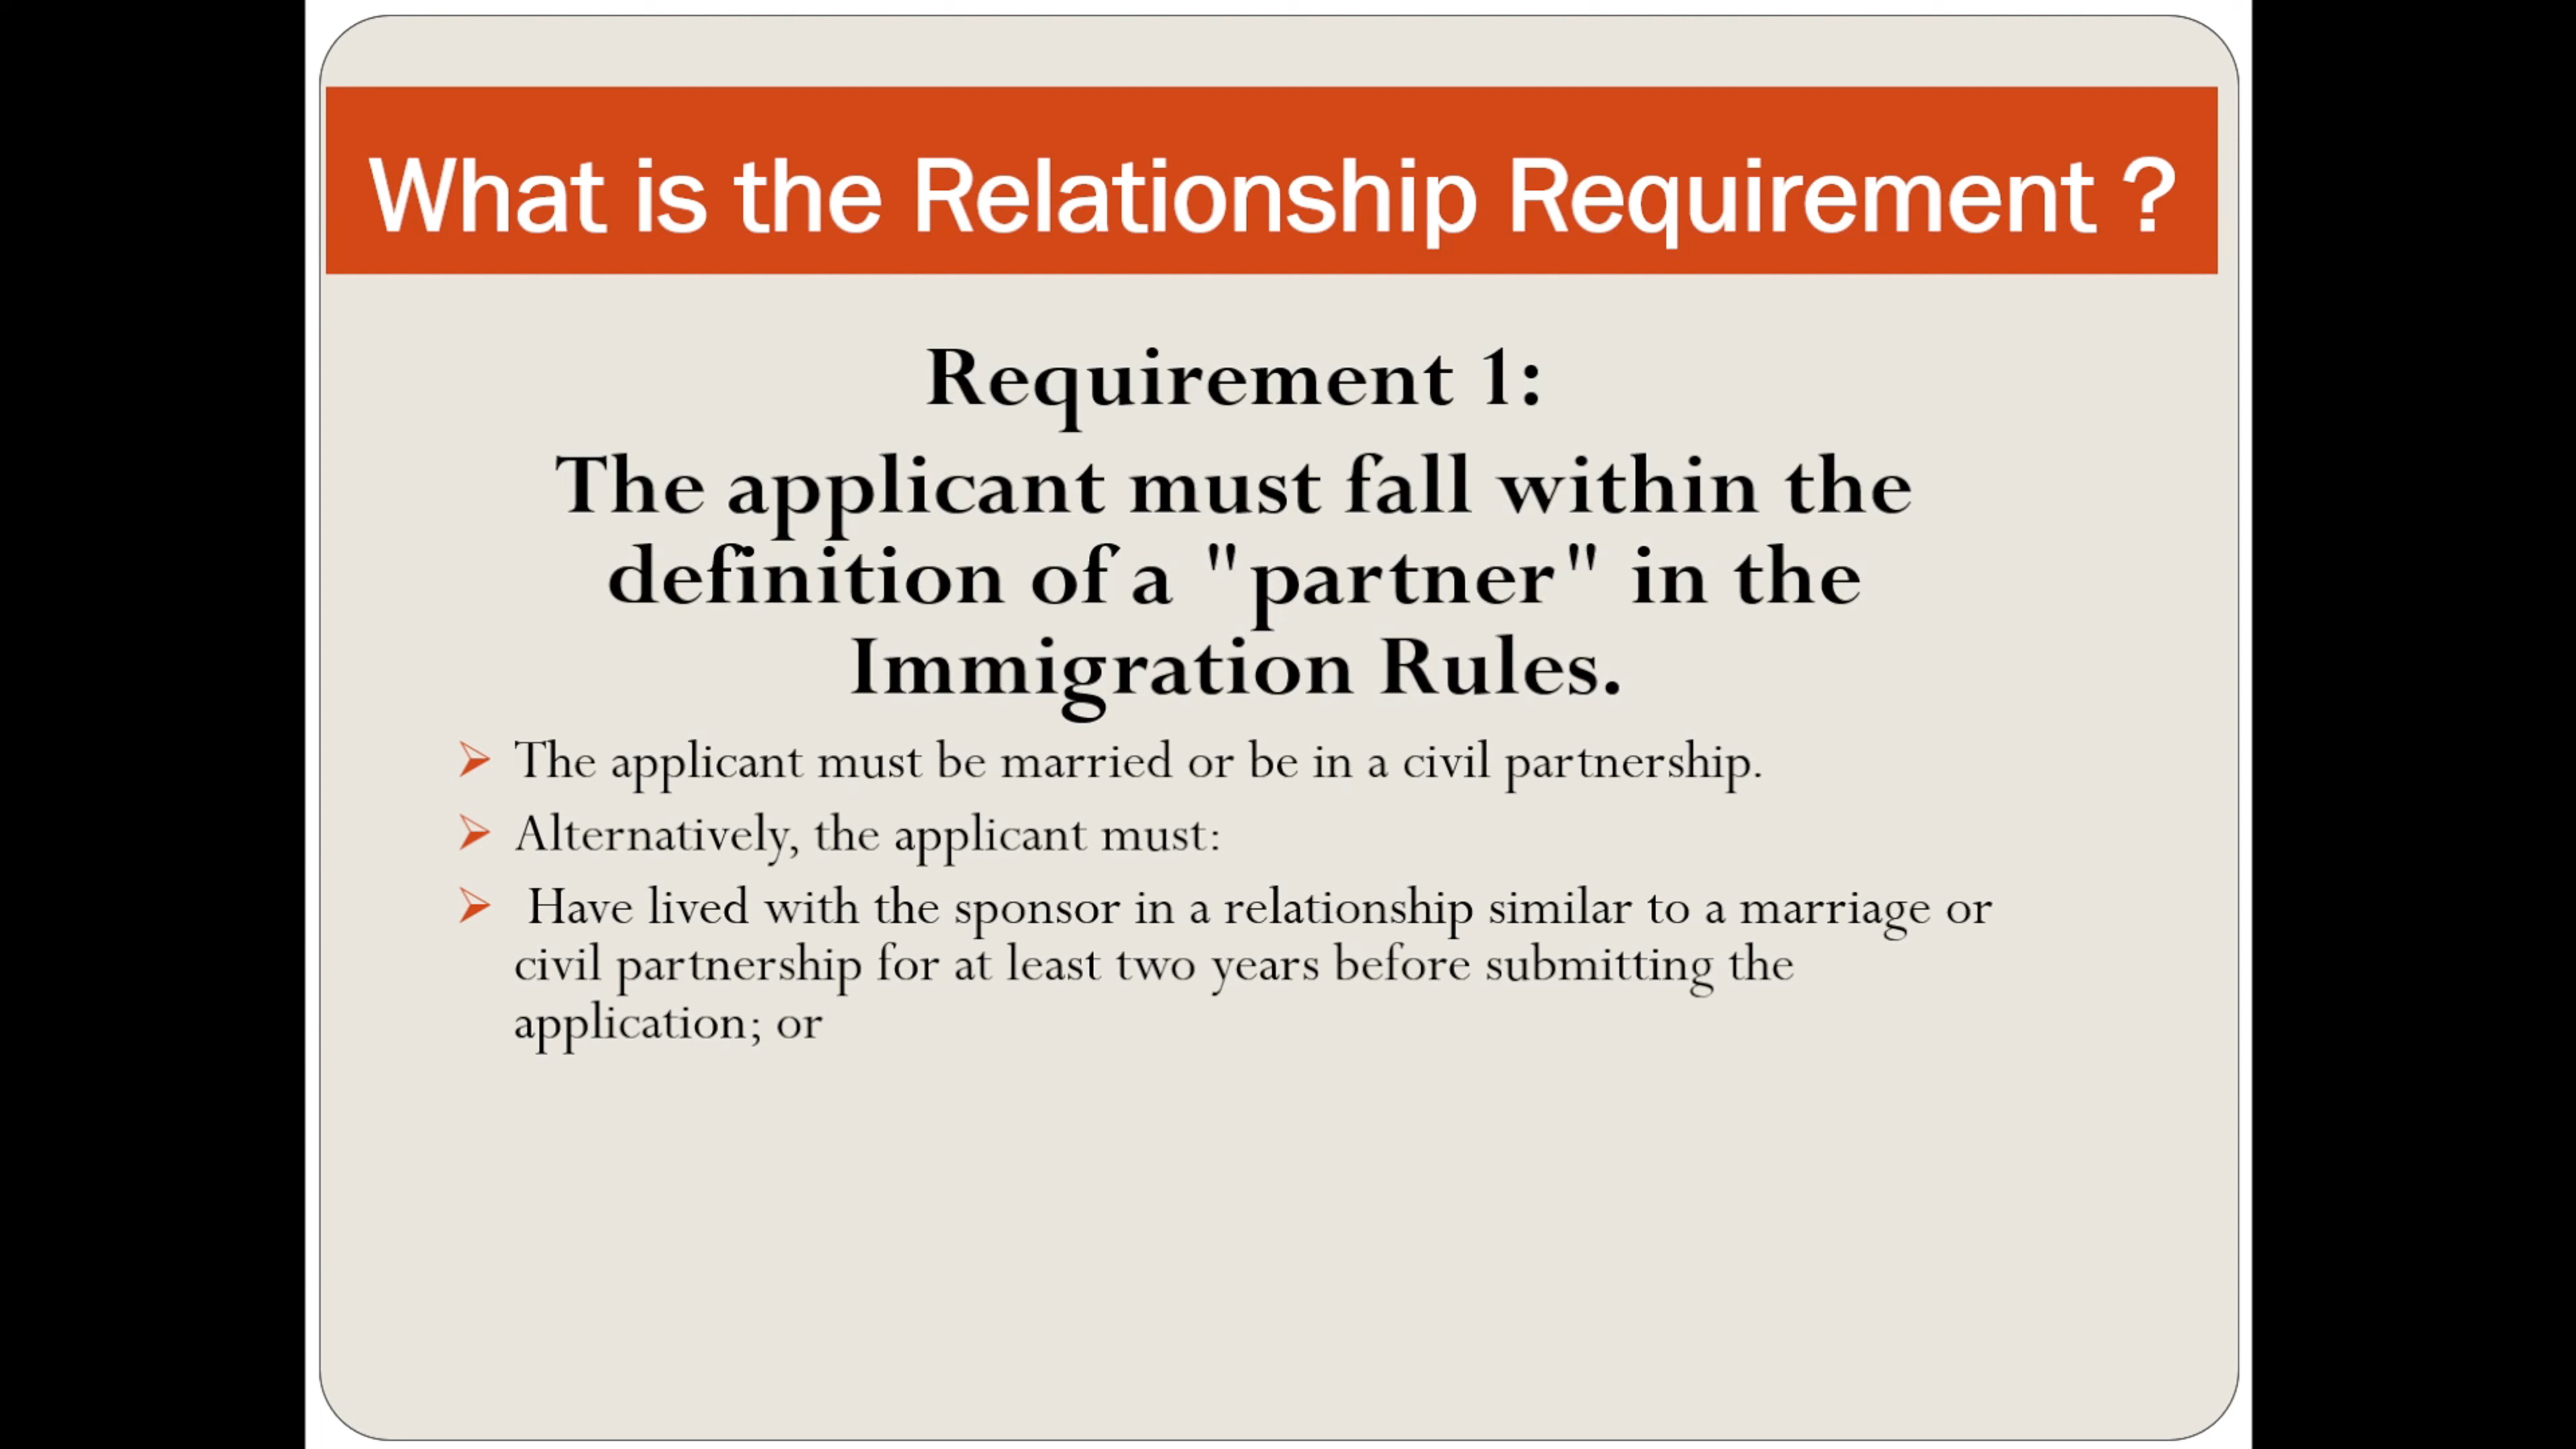 What is the Relationship Requirement ?
Requirement 1:
The applicant must fall within the
definition of a "partner" in the
Immigration Rules.
The applicant must be married or be in a civil partnership.
Alternatively, the applicant must:
Have lived with the sponsor in a relationship similar to a marriage or
civil partnership for at least two years before submitting the
application; or